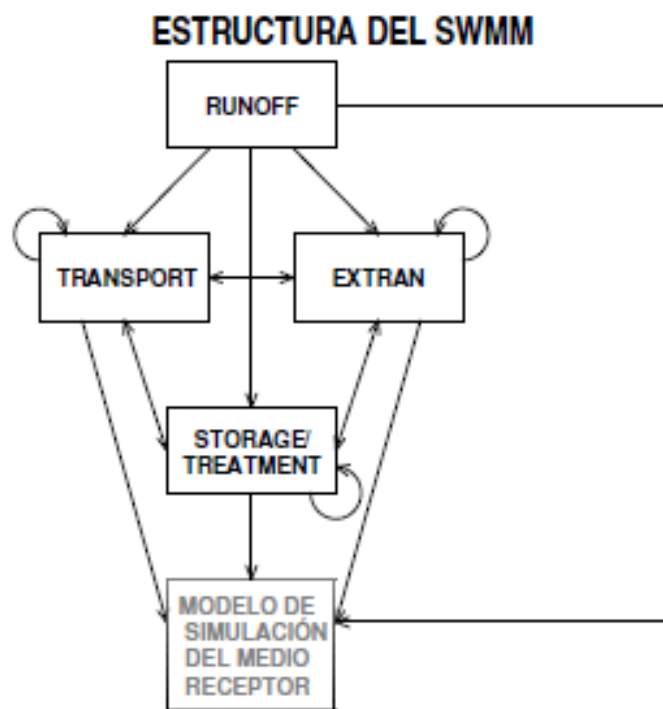 ESTRUCTURA DEL SWMM
RUNOFF
TRANSPORT
EXTRAN
STORAGE/
TREATMENT
MODELO DE
SIMULACIÓN
DEL MEDIO
RECEPTOR